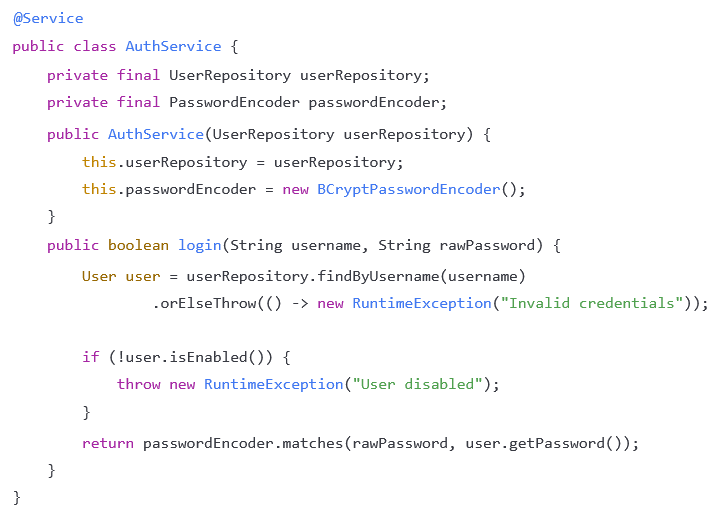 @Service
public class AuthService {
    private final UserRepository userRepository;
    private final PasswordEncoder passwordEncoder;
    public AuthService(UserRepository userRepository) {
        this.userRepository = userRepository;
        this.passwordEncoder = new BCryptPasswordEncoder();
    }
    public boolean login(String username, String rawPassword) {
        User user = userRepository.findByUsername(username)
                .orElseThrow(() -> new RuntimeException("Invalid credentials"));
        if (!user.isEnabled()) {
            throw new RuntimeException("User disabled");
        }
        return passwordEncoder.matches(rawPassword, user.getPassword());
    }
}